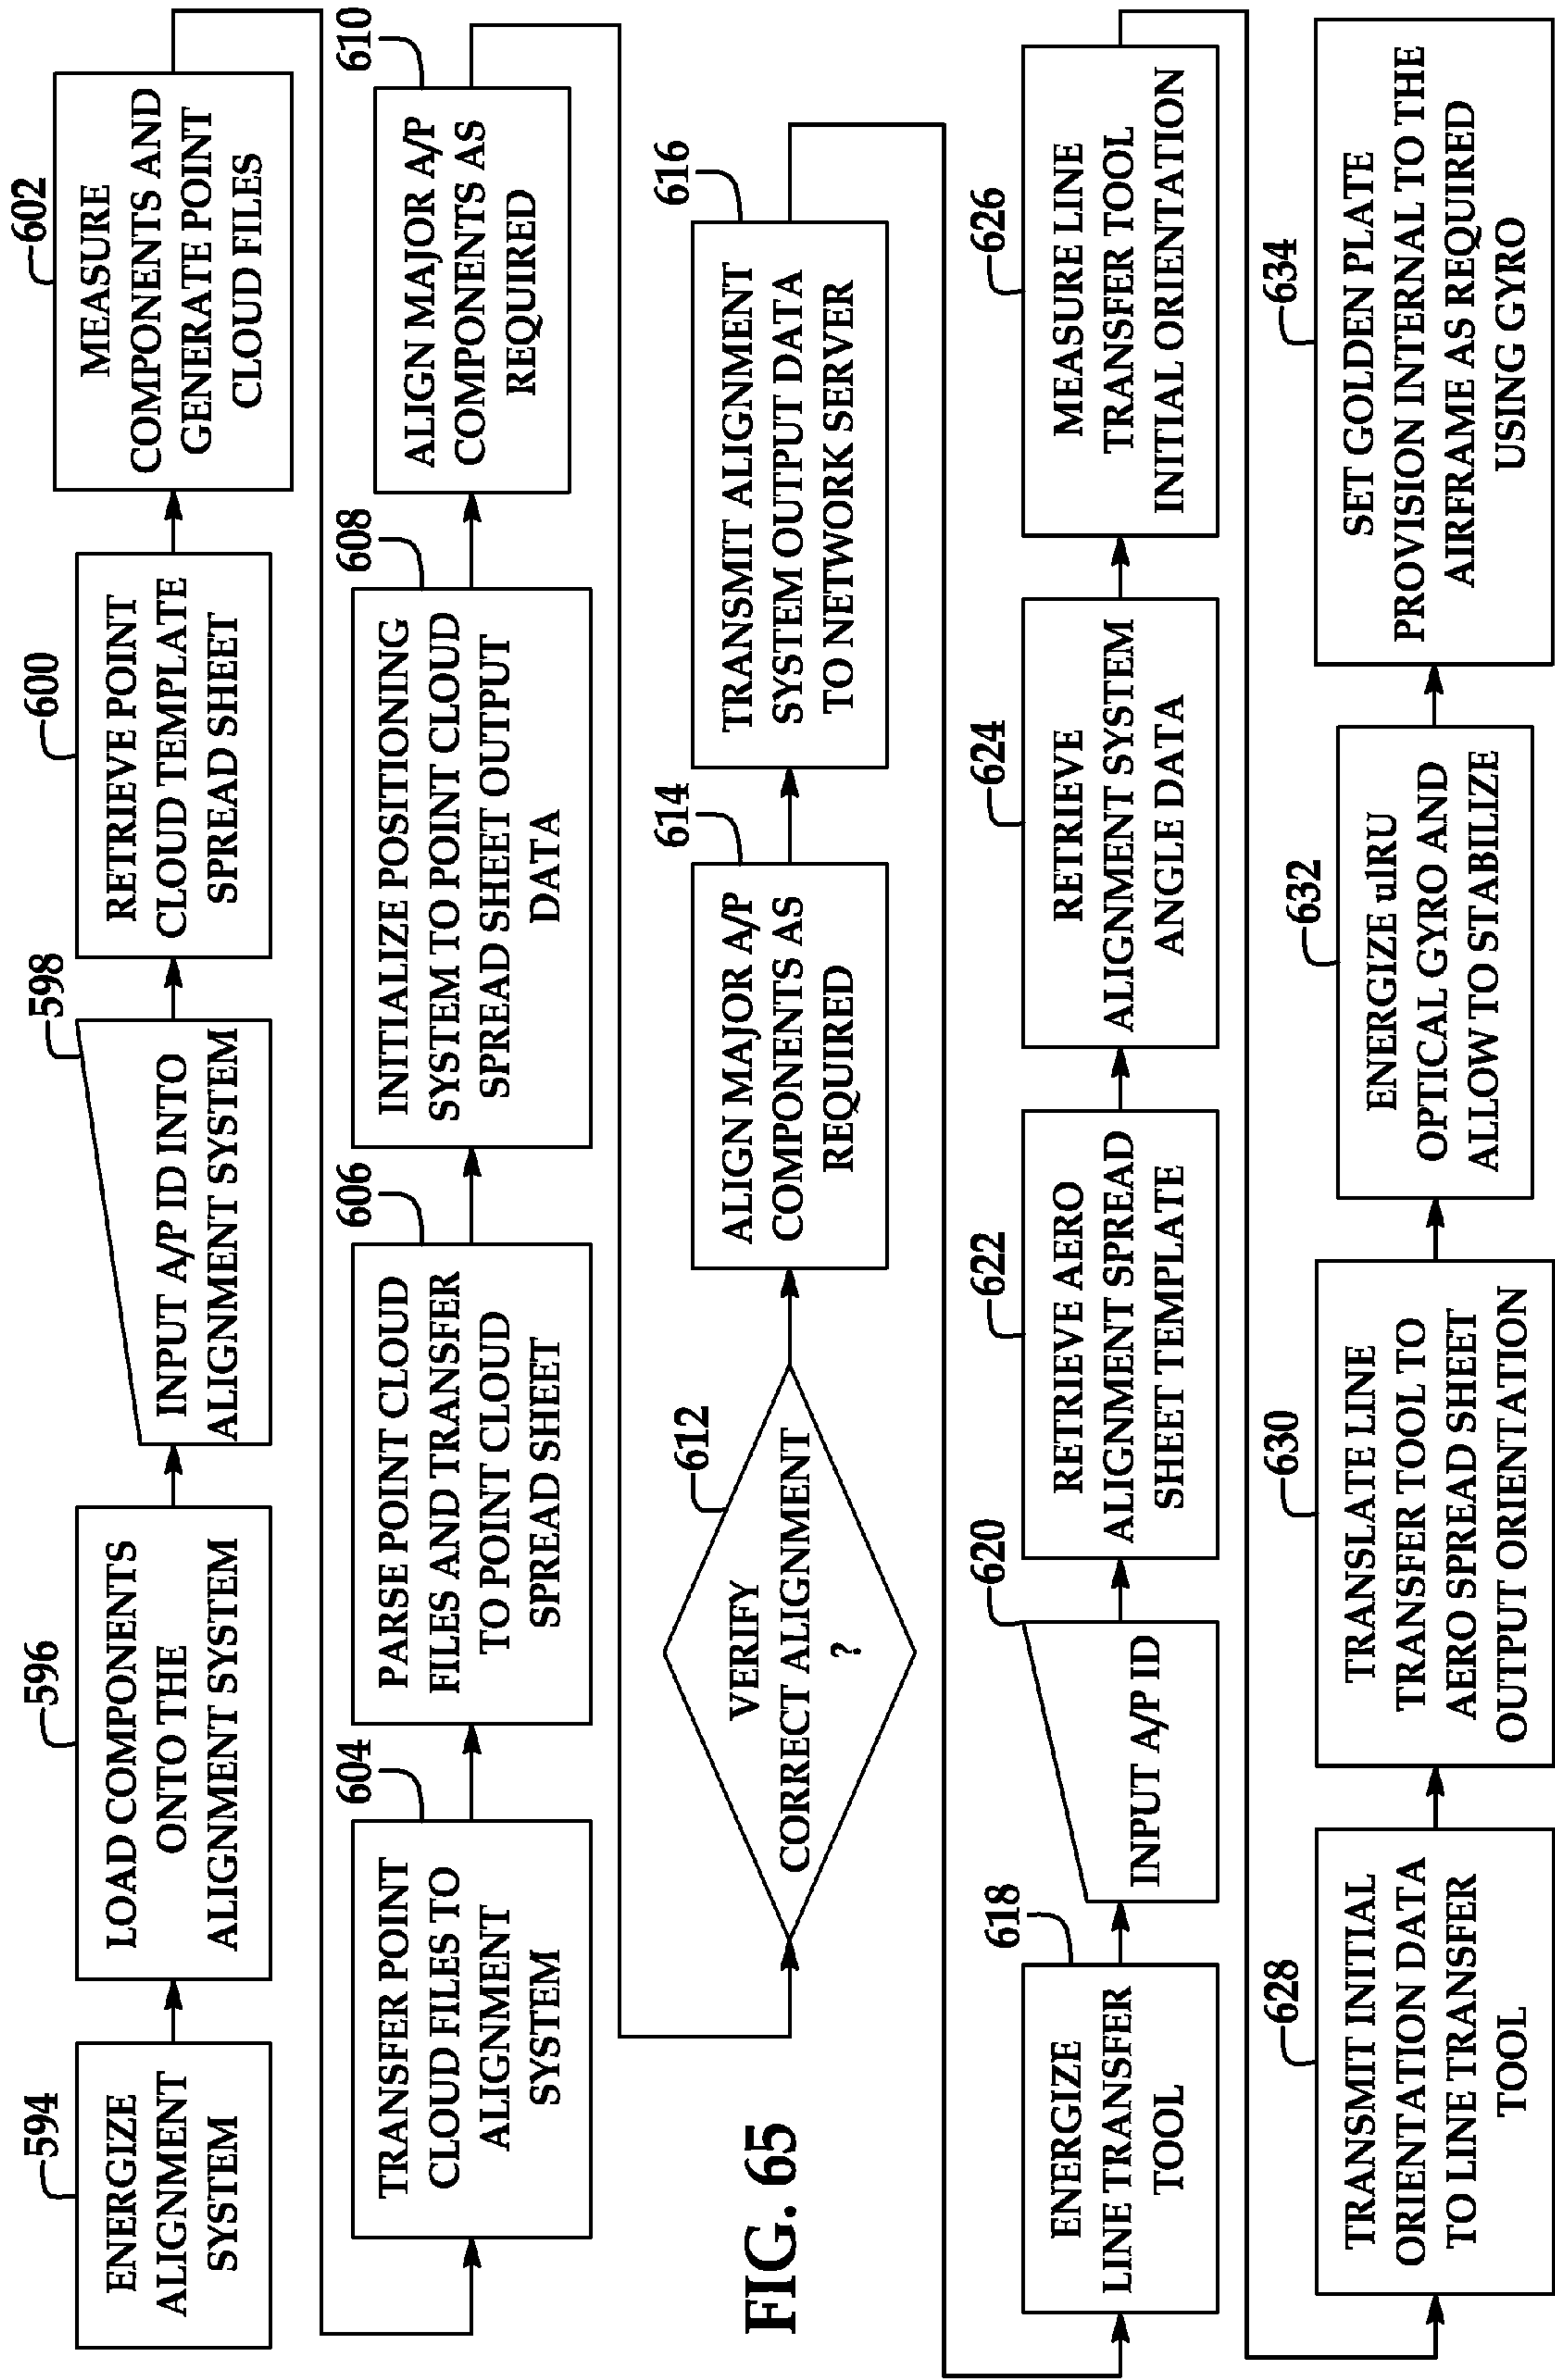 594
ENERGIZE
ALIGNMENT
SYSTEM
596
LOAD COMPONENTS
ONTO THE
ALIGNMENT SYSTEM
598
INPUT A/P ID INTO
ALIGNMENT SYSTEM
600
RETRIEVE POINT
CLOUD TEMPLATE
SPREAD SHEET
602
MEASURE
COMPONENTS AND
GENERATE POINT
CLOUD FILES
604
TRANSFER POINT
CLOUD FILES TO
ALIGNMENT
SYSTEM
606
PARSE POINT CLOUD
FILES AND TRANSFER
TO POINT CLOUD
SPREAD SHEET
608
INITIALIZE POSITIONING
SYSTEM TO POINT CLOUD
SPREAD SHEET OUTPUT
DATA
610
ALIGN MAJOR A/P
COMPONENTS AS
REQUIRED
612
VERIFY
CORRECT ALIGNMENT
?
614
ALIGN MAJOR A/P
COMPONENTS AS
REQUIRED
616
TRANSMIT ALIGNMENT
SYSTEM OUTPUT DATA
TO NETWORK SERVER
FIG. 65
618
ENERGIZE
LINE TRANSFER
TOOL
620
INPUT A/P ID
622
RETRIEVE AERO
ALIGNMENT SPREAD
SHEET TEMPLATE
624
RETRIEVE
ALIGNMENT SYSTEM
ANGLE DATA
626
MEASURE LINE
TRANSFER TOOL
INITIAL ORIENTATION
628
TRANSMIT INITIAL
ORIENTATION DATA
TO LINE TRANSFER
TOOL
630
TRANSLATE LINE
TRANSFER TOOL TO
AERO SPREAD SHEET
OUTPUT ORIENTATION
632
ENERGIZE ulRU
OPTICAL GYRO AND
ALLOW TO STABILIZE
634
SET GOLDEN PLATE
PROVISION INTERNAL TO THE
AIRFRAME AS REQUIRED
USING GYRO